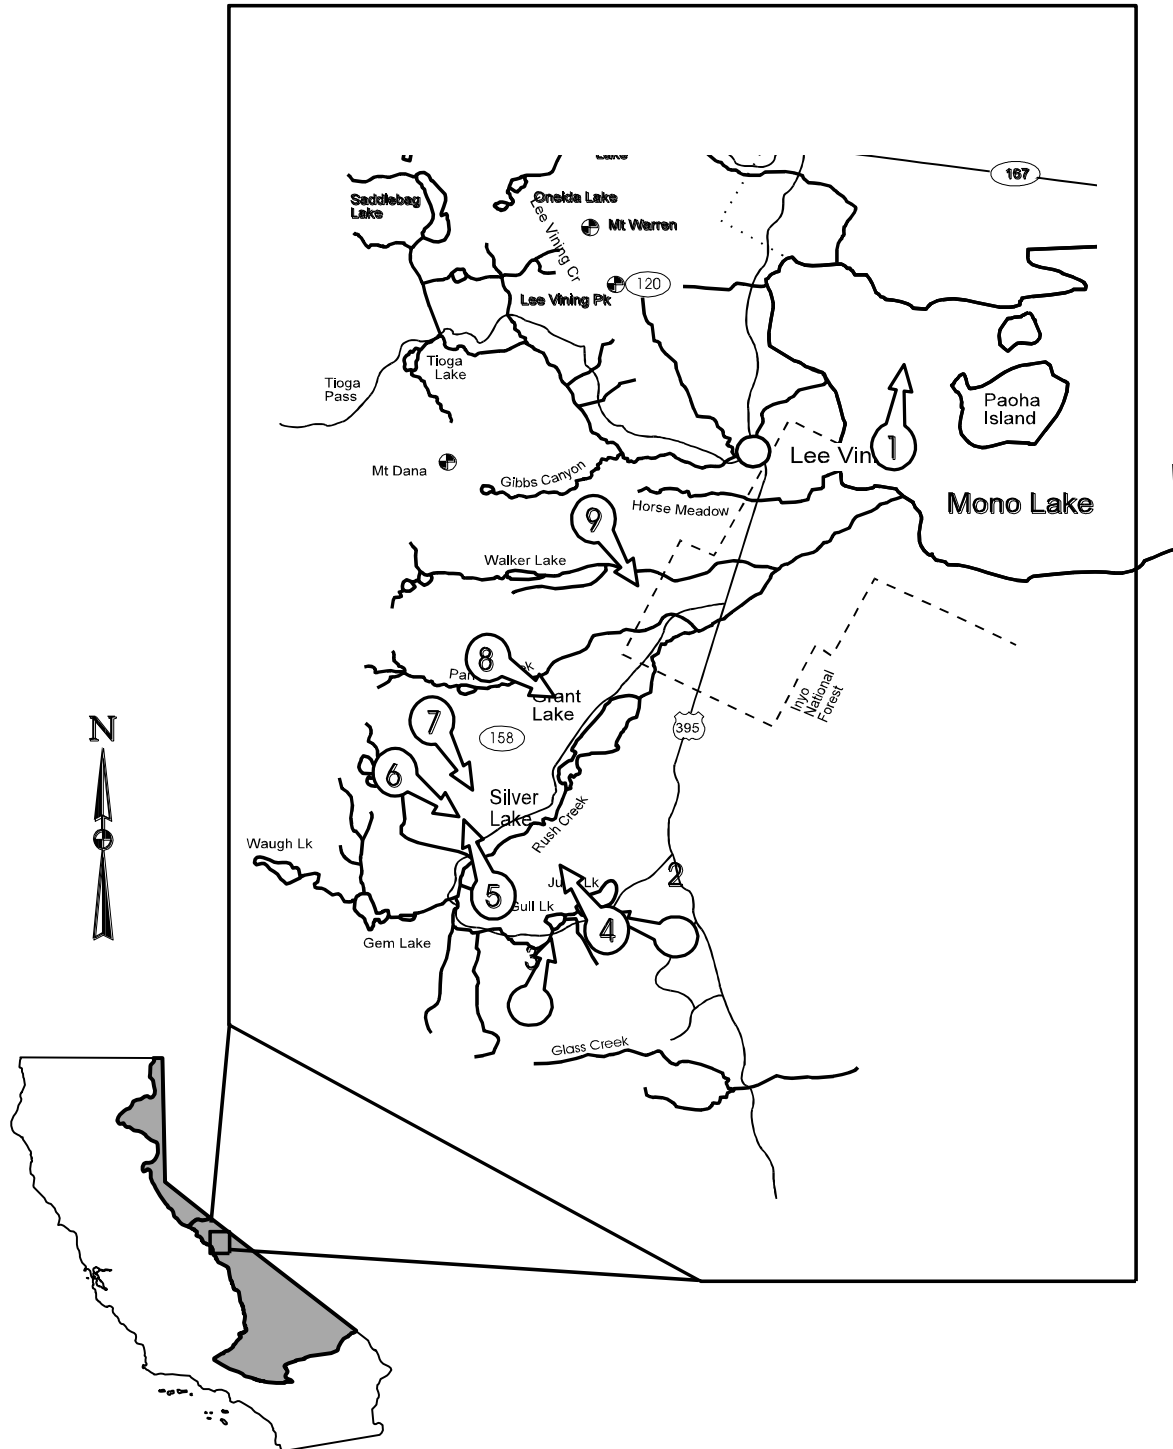 167
Saddlebag
Lake
Oneida Lake
Lee Vining Cr
Mt Warren
120
Lee Vining Pk
Tioga
Lake
Tioga
Pass
Paoha
Island
Mt Dana
Lee Vin
1
Gibbs Canyon
Horse Meadow
Mono Lake
9
Walker Lake
8
Grant
Lake
Inyo
National
Forest
7
158
395
N
6
Silver
Lake
Rush Creek
Waugh Lk
2
5
Lk
Gull Lk
4
Gem Lake
3
Glass Creek